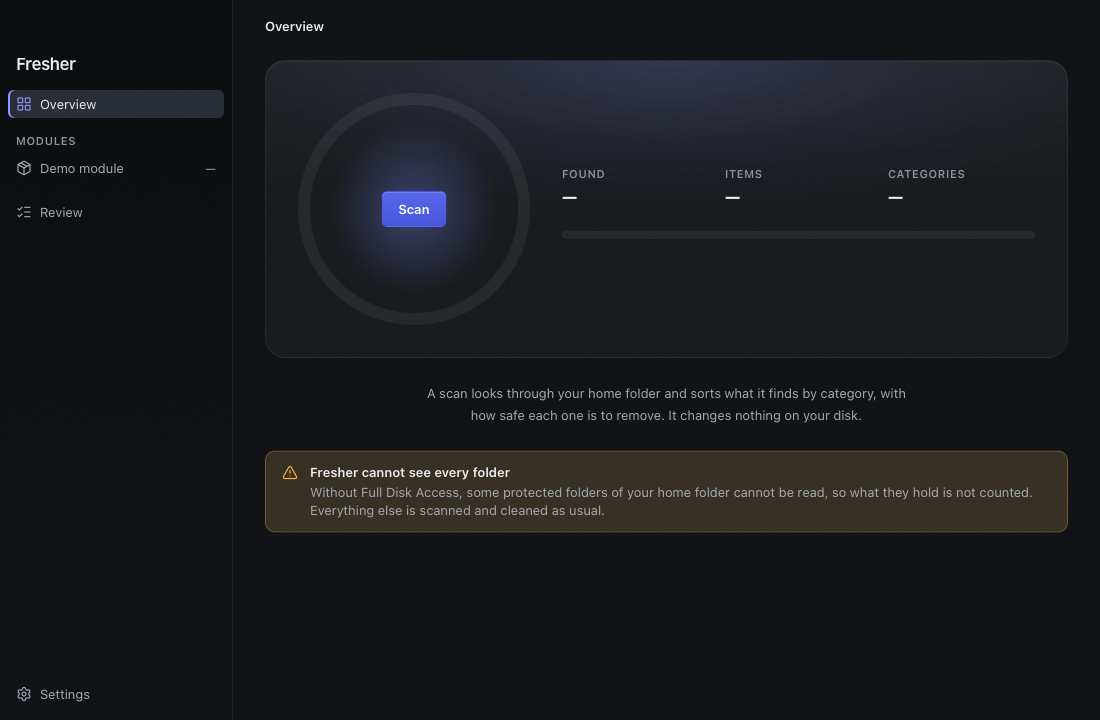 Overview
Fresher
Overview
MODULES
Demo module —
Review
Settings
Scan
FOUND
—
ITEMS
—
CATEGORIES
—
A scan looks through your home folder and sorts what it finds by category, with
how safe each one is to remove. It changes nothing on your disk.
Fresher cannot see every folder
Without Full Disk Access, some protected folders of your home folder cannot be read, so what they hold is not counted.
Everything else is scanned and cleaned as usual.